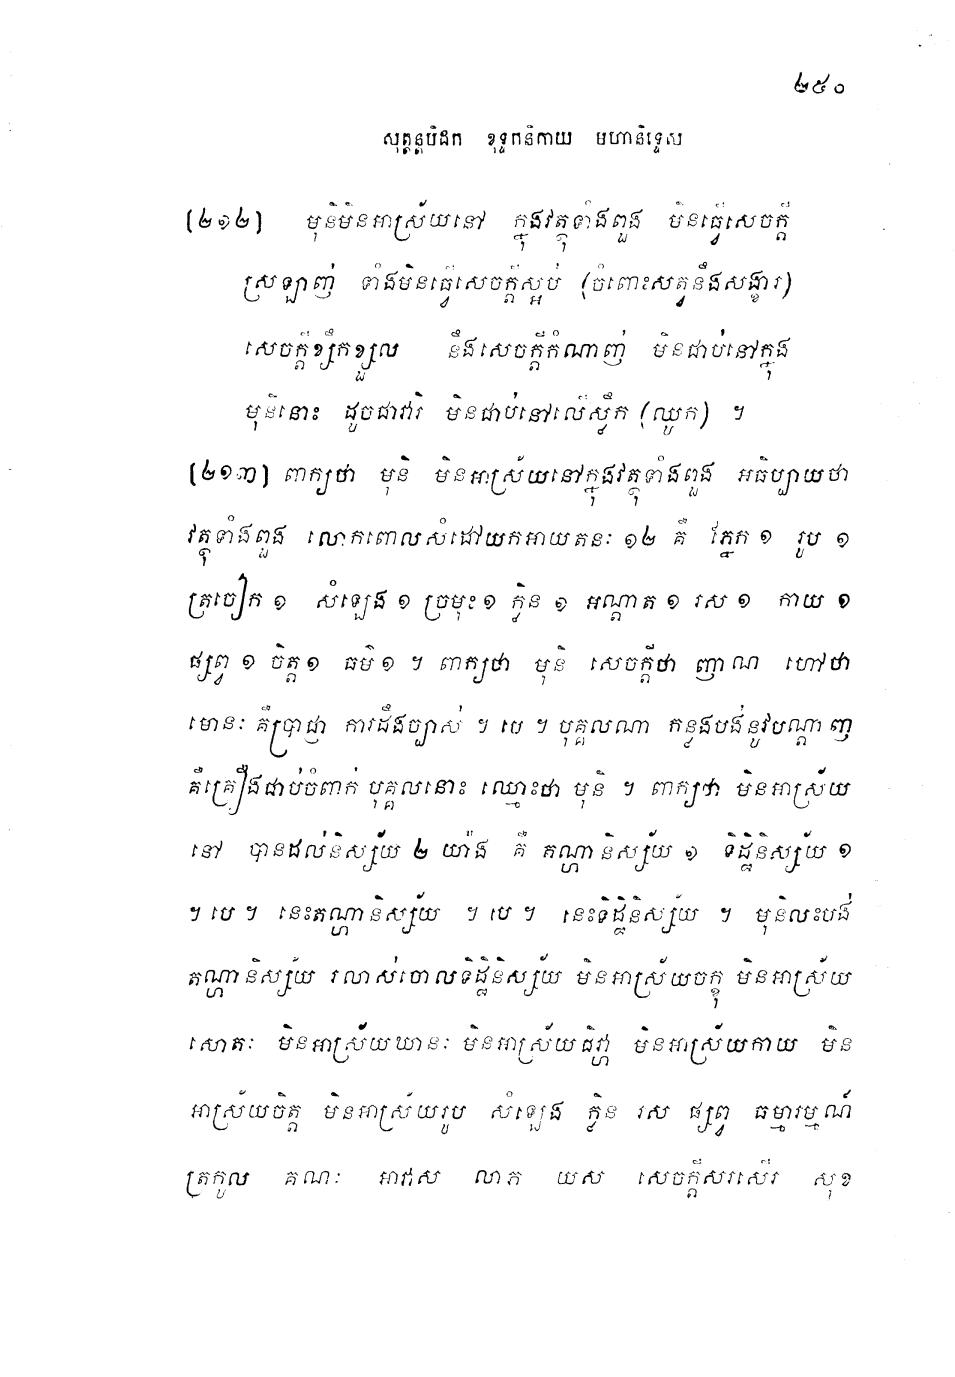 ២៥០
សុត្តន្តបិដក ខុទ្ទកនិកាយ មហានិទ្ទេស
[២១២] មុនិមិនអាស្រ័យនៅ ក្នុងវត្ថុទាំងពួង មិនធ្វើសេចក្តី
ស្រឡាញ់ ទាំងមិនធ្វើសេចក្តីស្អប់ (ចំពោះសត្វនឹងសង្ខារ)
សេចក្តីខ្សឹកខ្សួល នឹងសេចក្តីកំណាញ់ មិនជាប់នៅក្នុង
មុនិនោះ ដូចជាវារី មិនជាប់នៅលើស្លឹក (ឈូក) ។
[២១៣] ពាក្យថា មុនិ មិនអាស្រ័យនៅក្នុងវត្ថុទាំងពួង អធិប្បាយថា
វត្ថុទាំងពួង លោកពោលសំដៅយកអាយតនៈ ១២ គឺ ភ្នែក ១ រូប ១
ត្រចៀក ១ សំឡេង ១ ច្រមុះ ១ ក្លិន ១ អណ្តាត ១ រស ១ កាយ ១
ផ្សព្វ ១ ចិត្ត ១ ធម៌ ១ ។ ពាក្យថា មុនិ សេចក្តីថា ញាណ ហៅថា
មោនៈ គឺប្រាជ្ញា ការដឹងច្បាស់ ។ បេ ។ បុគ្គលណា កន្លងបង់នូវបណ្តាញ
គឺគ្រឿងជាប់ចំពាក់ បុគ្គលនោះ ឈ្មោះថា មុនិ ។ ពាក្យថា មិនអាស្រ័យ
នៅ បានដល់និស្ស័យ ២ យ៉ាង គឺ តណ្ហានិស្ស័យ ១ ទិដ្ឋិនិស្ស័យ ១
។ បេ ។ នេះតណ្ហានិស្ស័យ ។ បេ ។ នេះទិដ្ឋិនិស្ស័យ ។ មុនិលះបង់
តណ្ហានិស្ស័យ រលាស់ចោលទិដ្ឋិនិស្ស័យ មិនអាស្រ័យចក្ខុ មិនអាស្រ័យ
សោតៈ មិនអាស្រ័យឃានៈ មិនអាស្រ័យជិវ្ហា មិនអាស្រ័យកាយ មិន
អាស្រ័យចិត្ត មិនអាស្រ័យរូប សំឡេង ក្លិន រស ផ្សព្វ ធម្មារម្មណ៍
ត្រកូល គណៈ អាវាស លាភ យស សេចក្តីសរសើរ សុខ